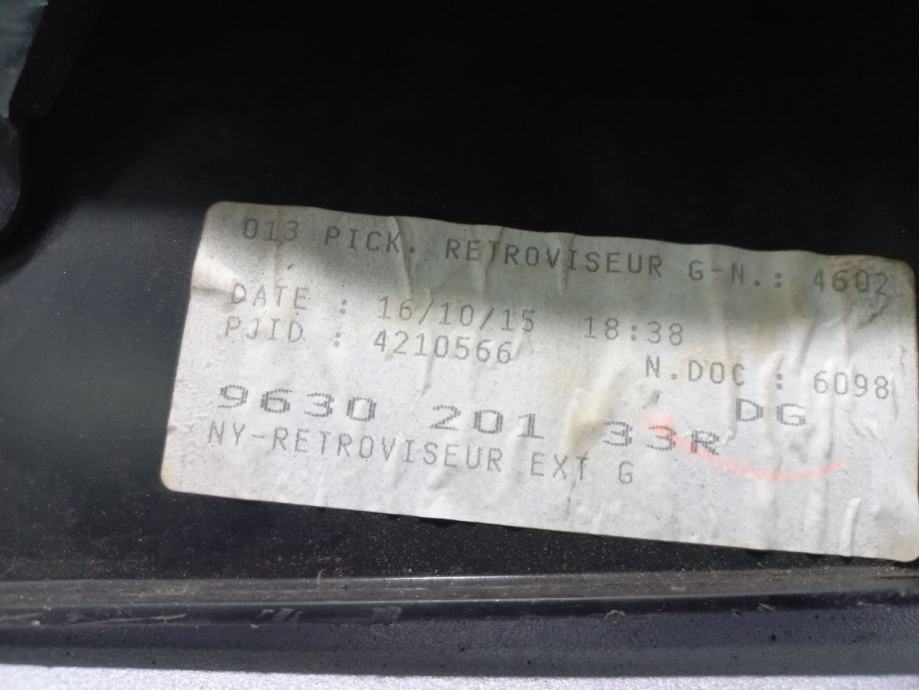 013 PICK. RETROVISEUR G-N.: 4602
DATE : 16/10/15 18:38
PJID : 4210566 N.DOC : 6098
9630 201 33R DG
NY-RETROVISEUR EXT G